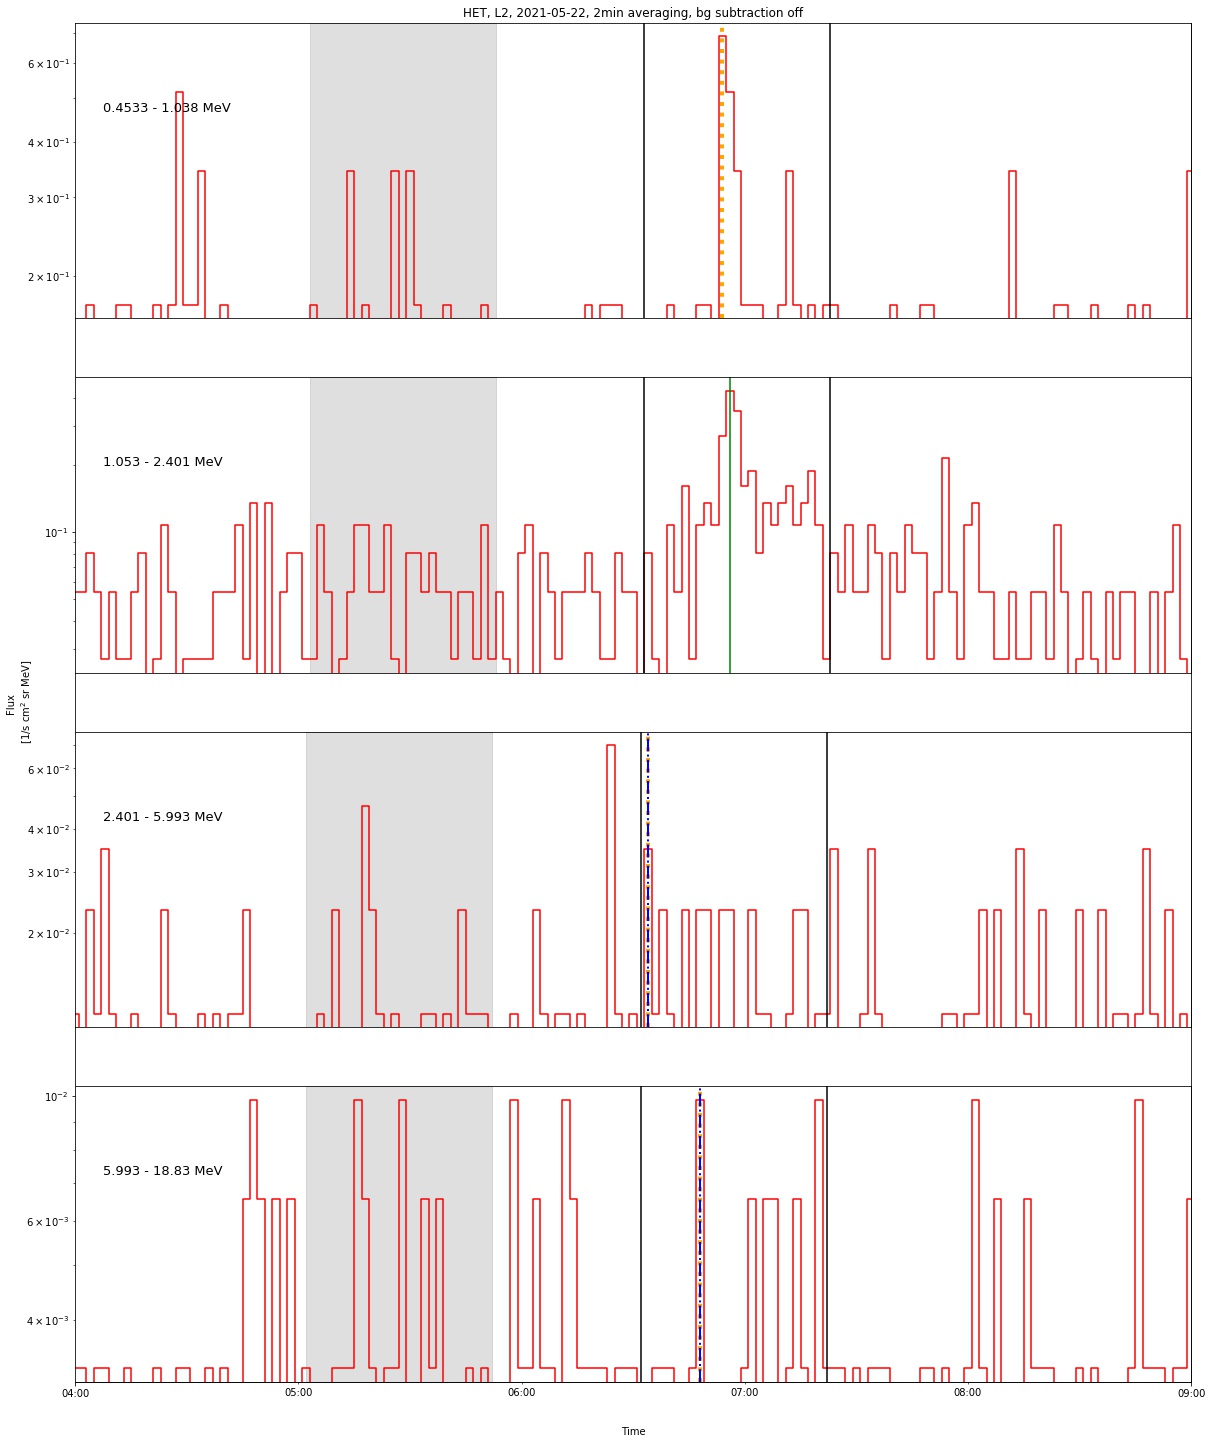 HET, L2, 2021-05-22, 2min averaging, bg subtraction off
6 × 10⁻¹
0.4533 - 1.038 MeV
4 × 10⁻¹
3 × 10⁻¹
2 × 10⁻¹
1.053 - 2.401 MeV
10⁻¹
Flux
[1/s cm² sr MeV]
6 × 10⁻²
2.401 - 5.993 MeV
4 × 10⁻²
3 × 10⁻²
2 × 10⁻²
10⁻²
5.993 - 18.83 MeV
6 × 10⁻³
4 × 10⁻³
04:00 05:00 06:00 07:00 08:00 09:00
Time